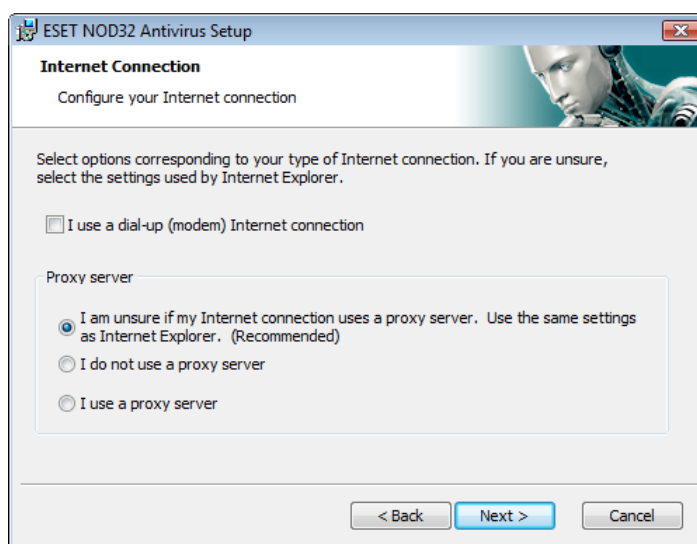 ESET NOD32 Antivirus Setup
Internet Connection
Configure your Internet connection
Select options corresponding to your type of Internet connection. If you are unsure,
select the settings used by Internet Explorer.
I use a dial-up (modem) Internet connection
Proxy server
I am unsure if my Internet connection uses a proxy server.  Use the same settings
as Internet Explorer.  (Recommended)
I do not use a proxy server
I use a proxy server
< Back
Next >
Cancel